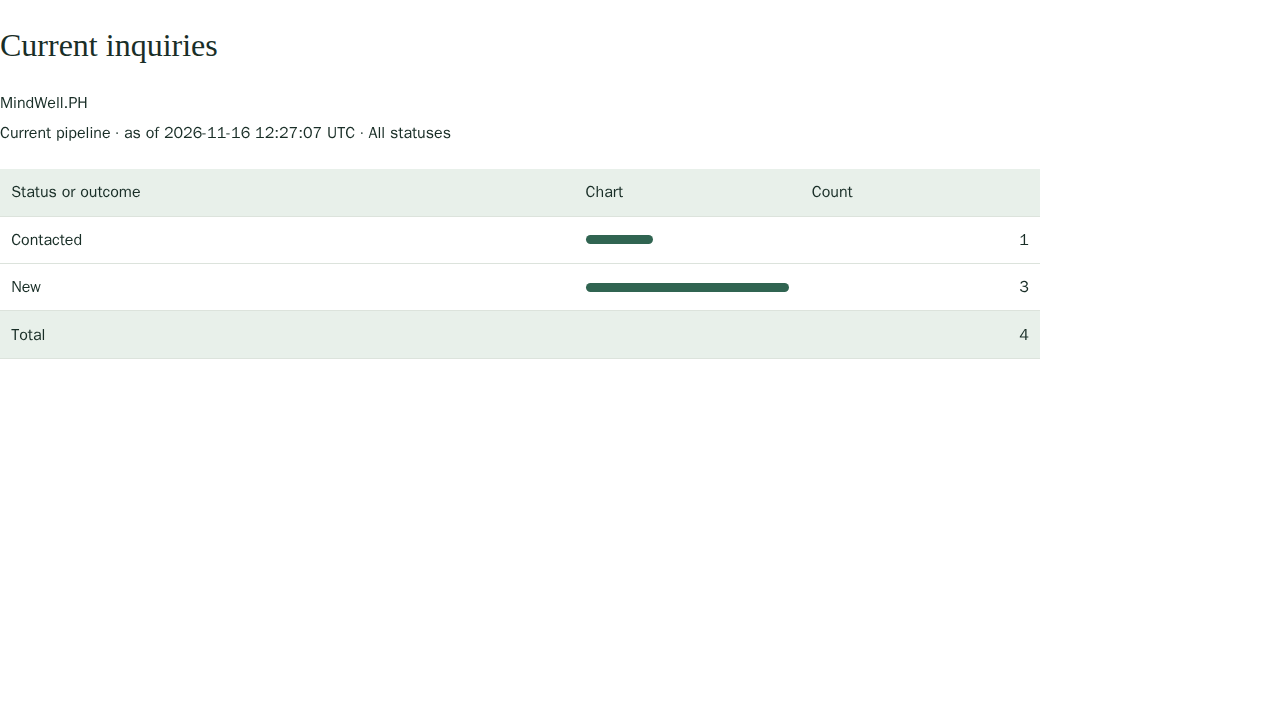 Current inquiries
MindWell.PH
Current pipeline · as of 2026-11-16 12:27:07 UTC · All statuses
Status or outcome Chart Count
Contacted 1
New 3
Total 4